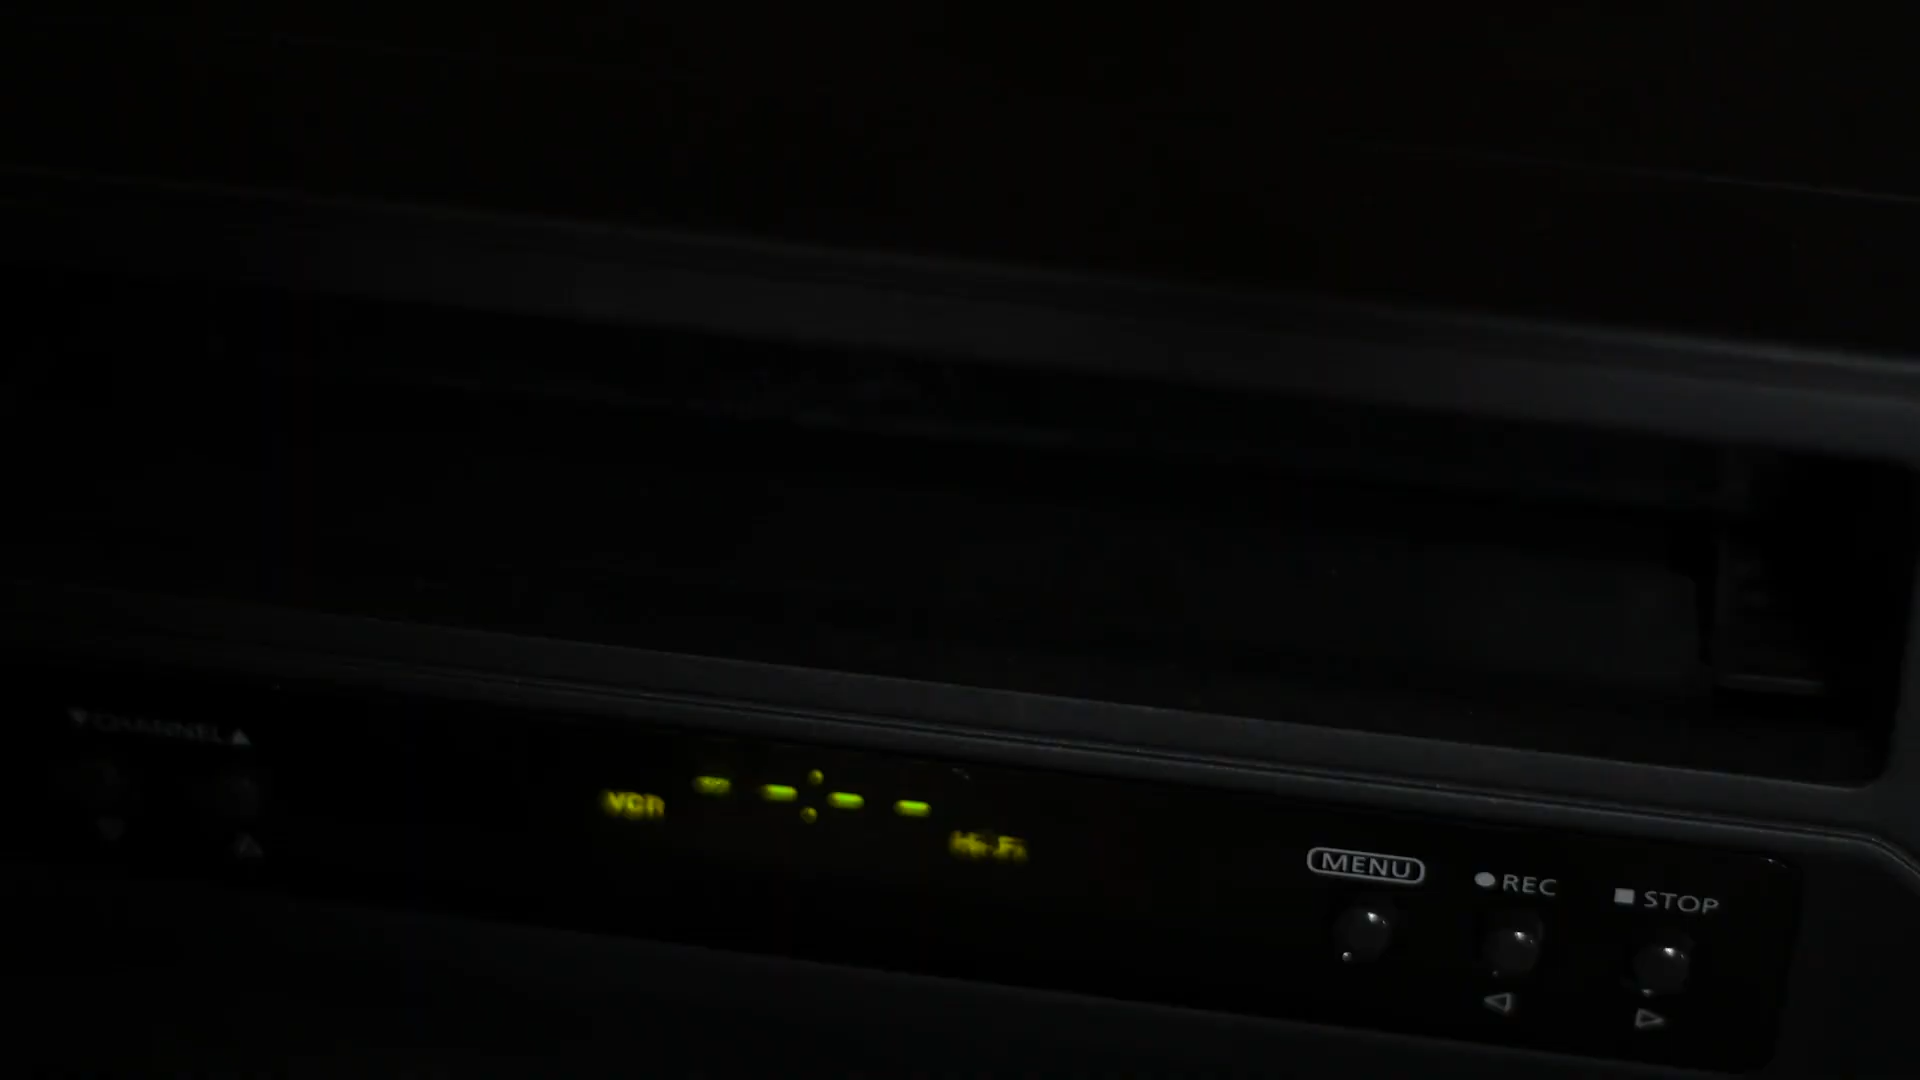 ▼CHANNEL▲
VCR --:-- Hi-Fi
MENU ●REC ■STOP